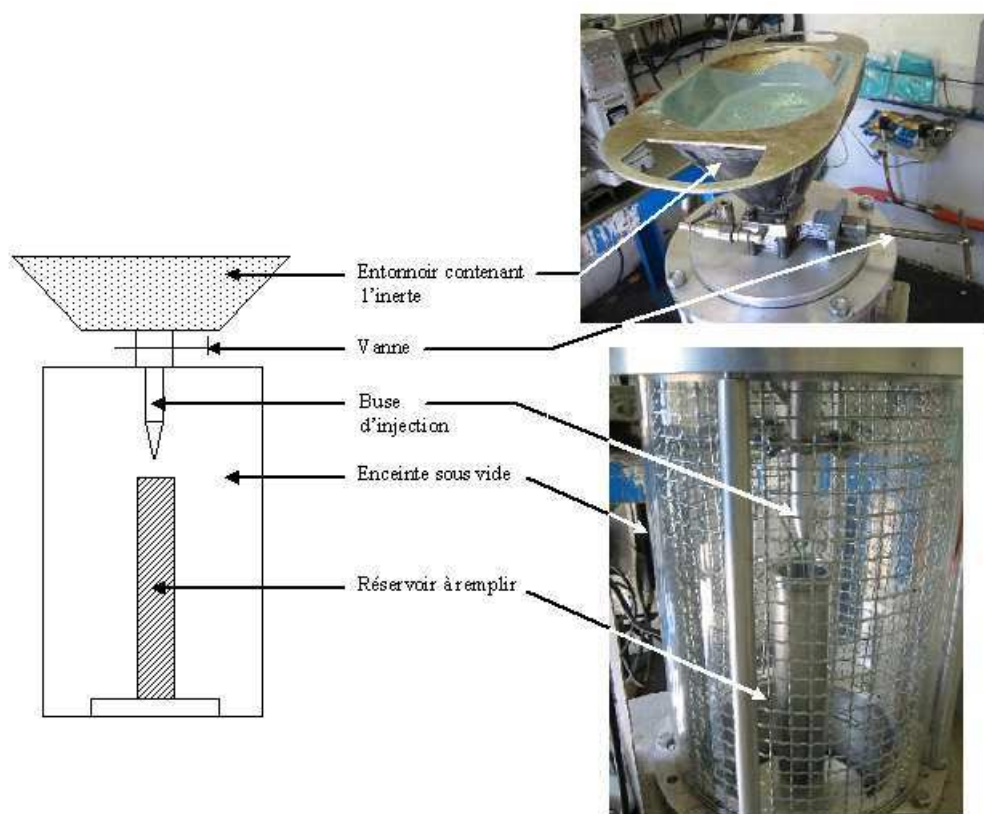 Entonnoir contenant
l'inerte
Vanne
Buse
d'injection
Enceinte sous vide
Réservoir à remplir